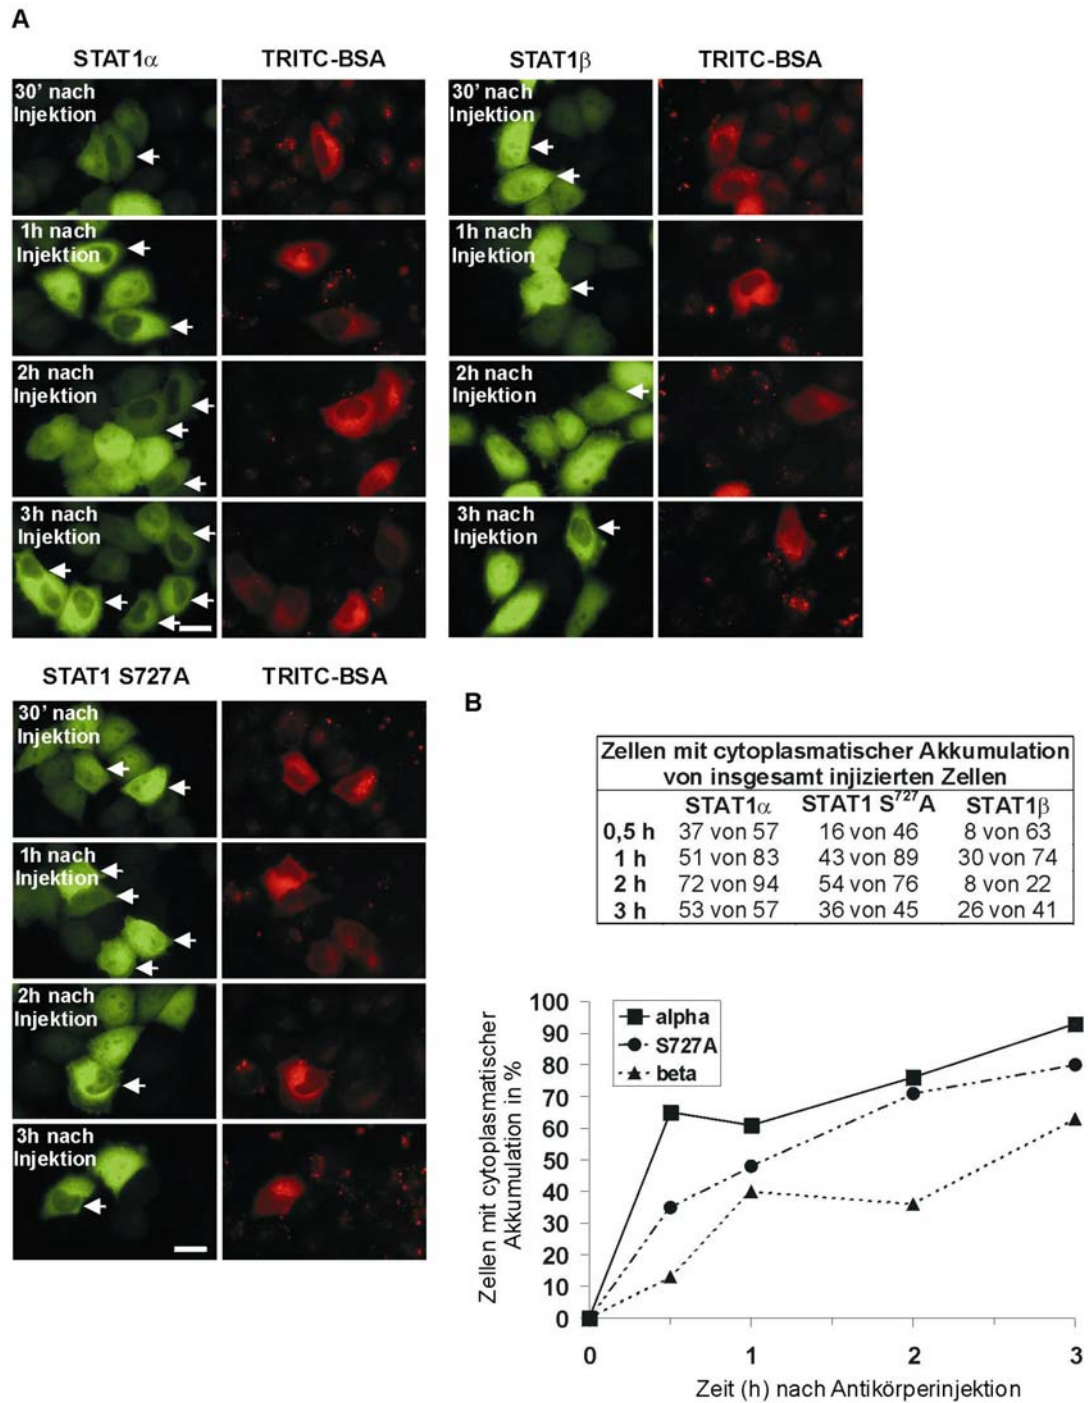 A
STAT1α TRITC-BSA STAT1β TRITC-BSA
30' nach
Injektion
30' nach
Injektion
1h nach
Injektion
1h nach
Injektion
2h nach
Injektion
2h nach
Injektion
3h nach
Injektion
3h nach
Injektion
STAT1 S727A TRITC-BSA
30' nach
Injektion
1h nach
Injektion
2h nach
Injektion
3h nach
Injektion
B
Zellen mit cytoplasmatischer Akkumulation
von insgesamt injizierten Zellen
STAT1α STAT1 S⁷²⁷A STAT1β
0,5 h 37 von 57 16 von 46 8 von 63
1 h 51 von 83 43 von 89 30 von 74
2 h 72 von 94 54 von 76 8 von 22
3 h 53 von 57 36 von 45 26 von 41
Zellen mit cytoplasmatischer
Akkumulation in %
100
90
80
70
60
50
40
30
20
10
0
alpha
S727A
beta
0 1 2 3
Zeit (h) nach Antikörperinjektion